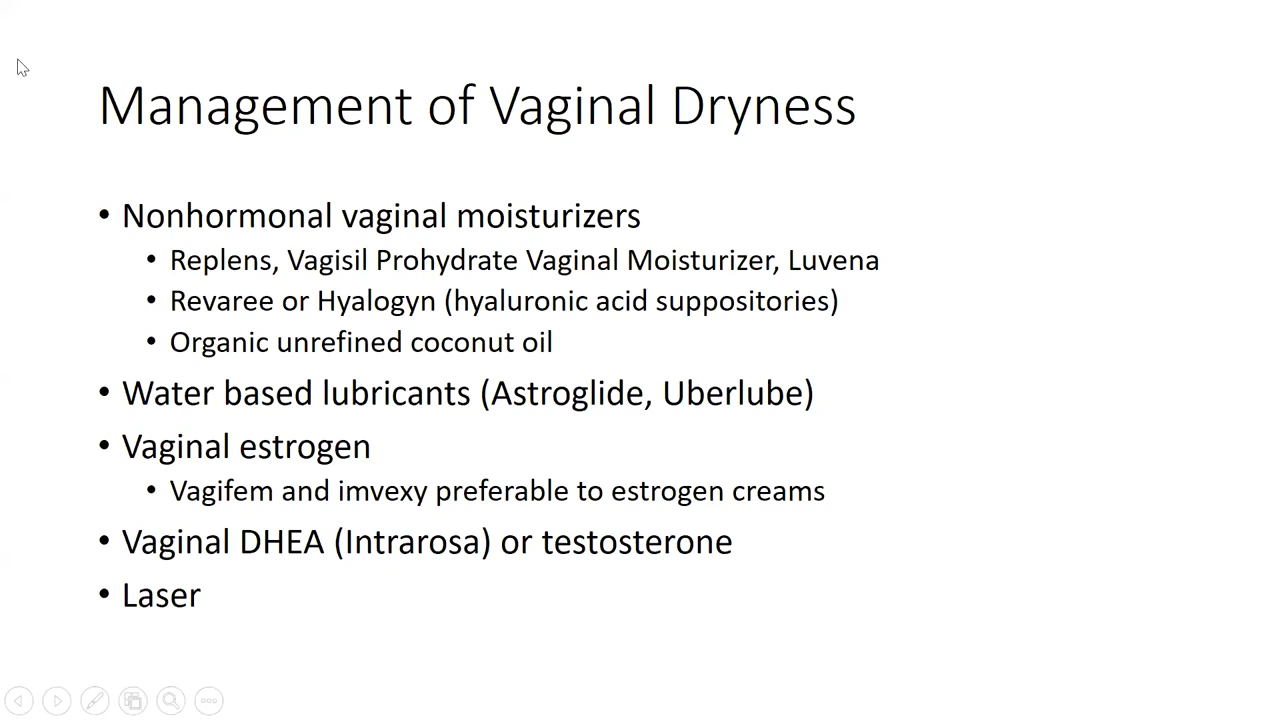 Management of Vaginal Dryness
• Nonhormonal vaginal moisturizers
• Replens, Vagisil Prohydrate Vaginal Moisturizer, Luvena
• Revaree or Hyalogyn (hyaluronic acid suppositories)
• Organic unrefined coconut oil
• Water based lubricants (Astroglide, Uberlube)
• Vaginal estrogen
• Vagifem and imvexy preferable to estrogen creams
• Vaginal DHEA (Intrarosa) or testosterone
• Laser